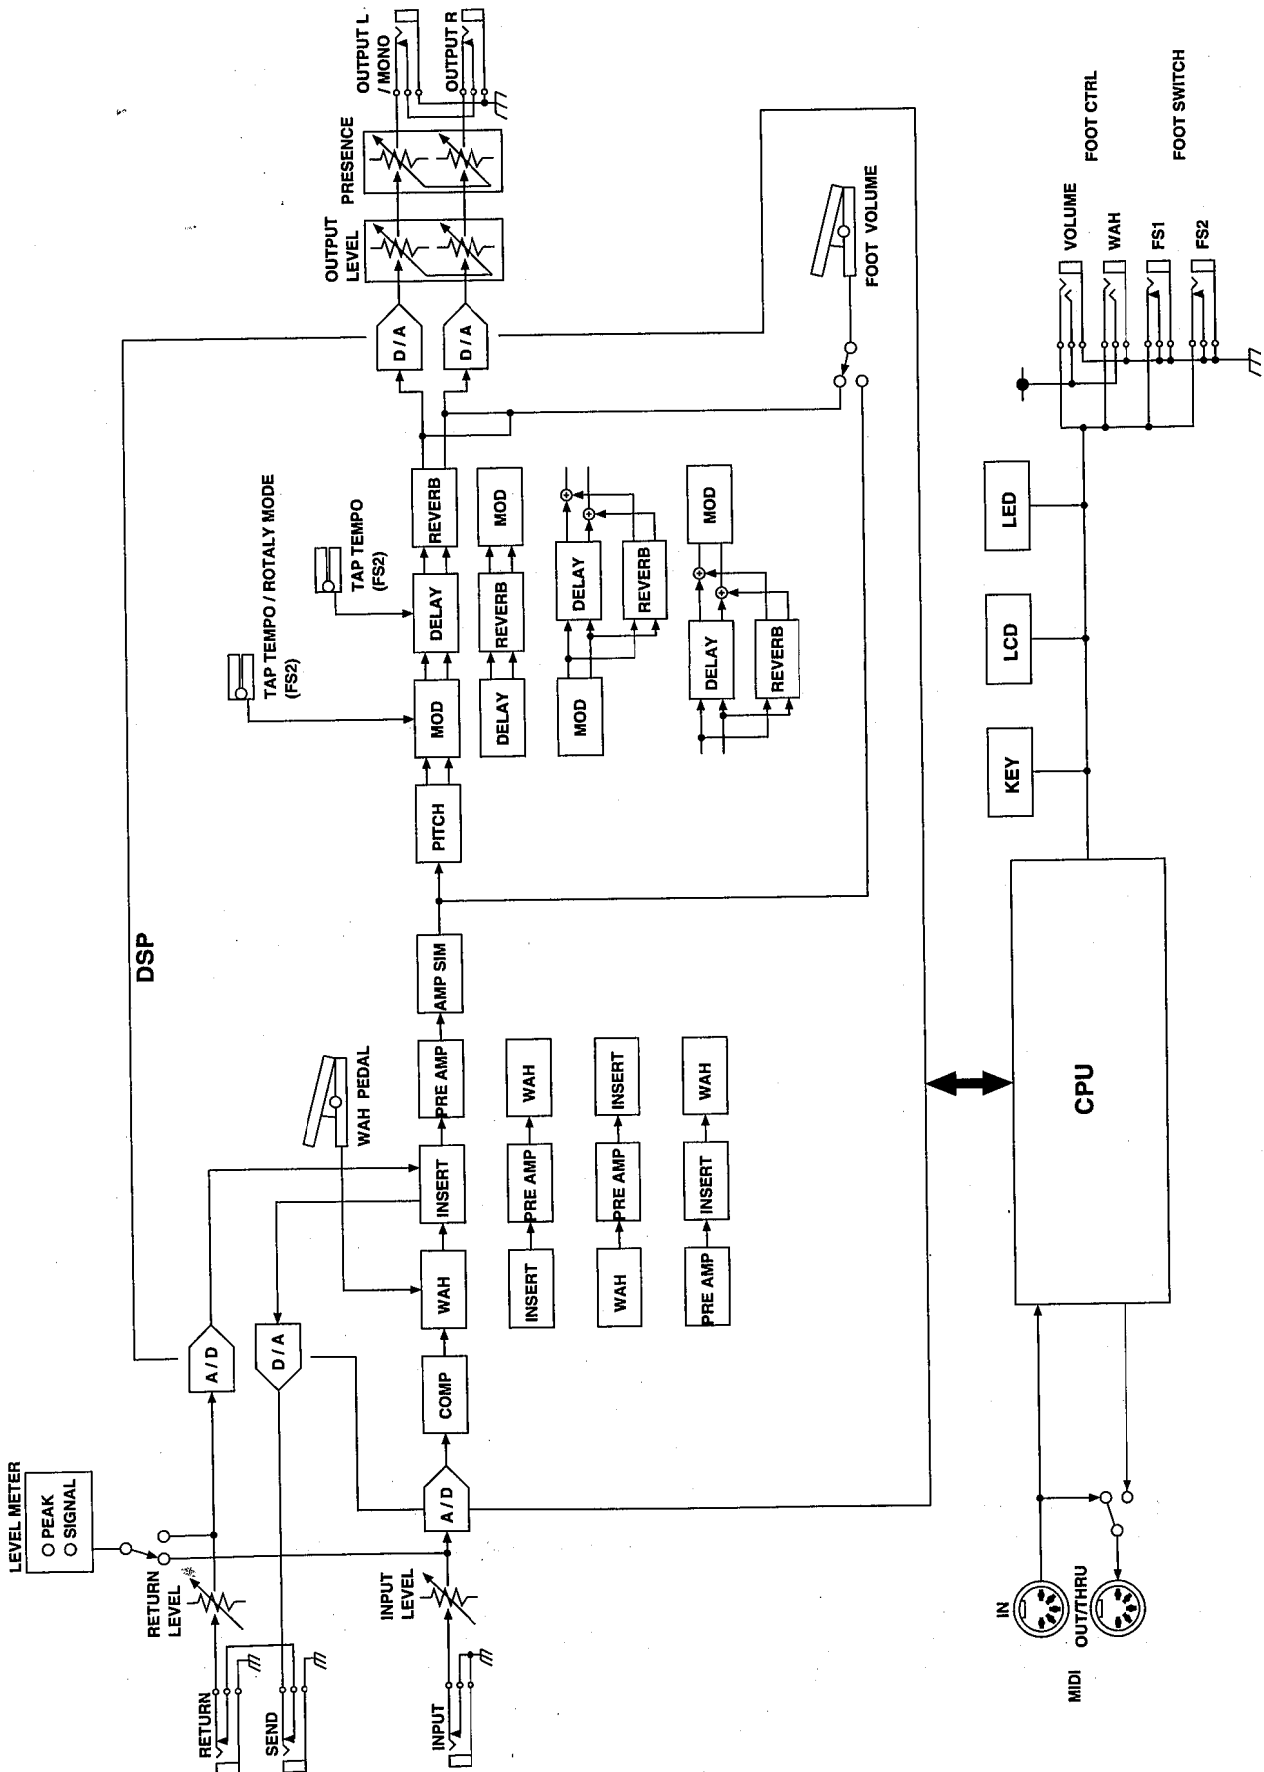 LEVEL METER
PEAK
SIGNAL
RETURN
LEVEL
RETURN
SEND
INPUT
LEVEL
INPUT
A / D
D / A
A / D
DSP
COMP
WAH
INSERT
PRE AMP
AMP SIM
PITCH
MOD
DELAY
REVERB
WAH PEDAL
TAP TEMPO / ROTALY MODE
(FS2)
TAP TEMPO
(FS2)
INSERT
PRE AMP
WAH
WAH
PRE AMP
INSERT
PRE AMP
INSERT
WAH
DELAY
REVERB
MOD
MOD
DELAY
REVERB
DELAY
REVERB
MOD
D / A
D / A
OUTPUT
LEVEL
PRESENCE
OUTPUT L
/ MONO
OUTPUT R
FOOT VOLUME
MIDI
IN
OUT/THRU
CPU
KEY
LCD
LED
VOLUME
WAH
FOOT CTRL
FS1
FS2
FOOT SWITCH